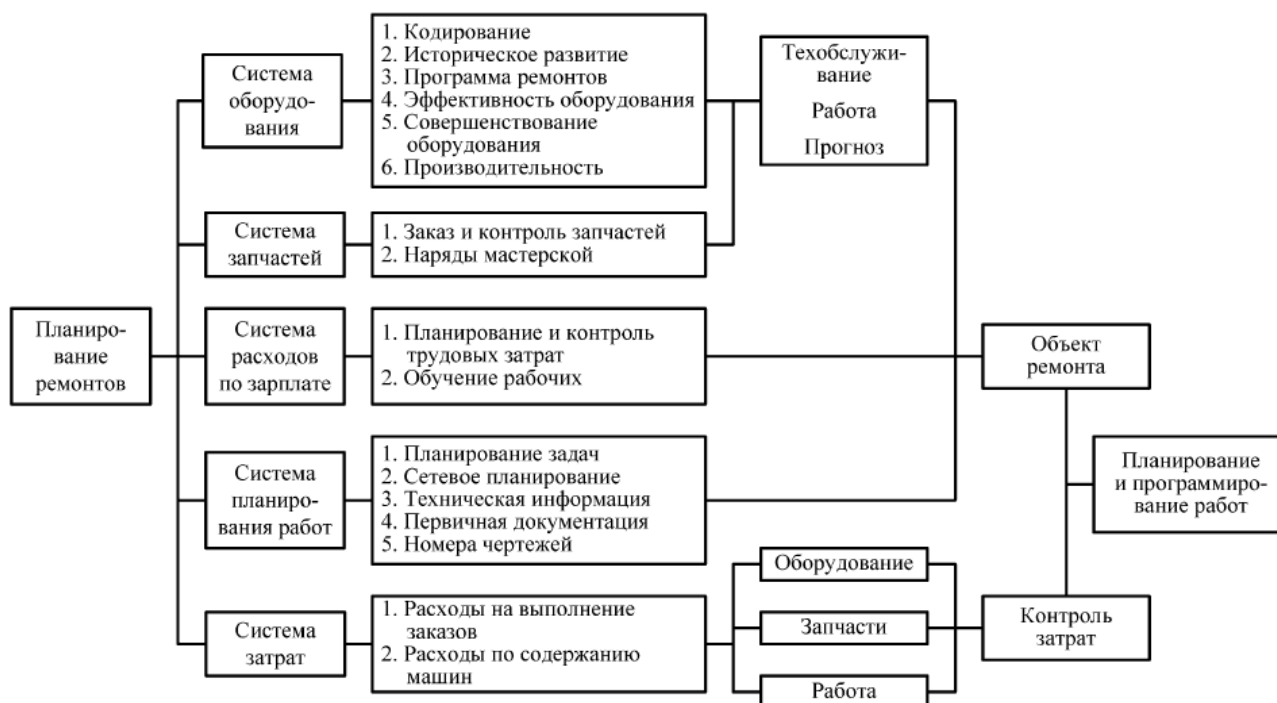 Планиро-
вание
ремонтов
Система
оборудо-
вания
1. Кодирование
2. Историческое развитие
3. Программа ремонтов
4. Эффективность оборудования
5. Совершенствование
оборудования
6. Производительность
Техобслужи-
вание
Работа
Прогноз
Система
запчастей
1. Заказ и контроль запчастей
2. Наряды мастерской
Система
расходов
по зарплате
1. Планирование и контроль
трудовых затрат
2. Обучение рабочих
Система
планиро-
вания работ
1. Планирование задач
2. Сетевое планирование
3. Техническая информация
4. Первичная документация
5. Номера чертежей
Система
затрат
1. Расходы на выполнение
заказов
2. Расходы по содержанию
машин
Оборудование
Запчасти
Работа
Объект
ремонта
Планирование
и программиро-
вание работ
Контроль
затрат